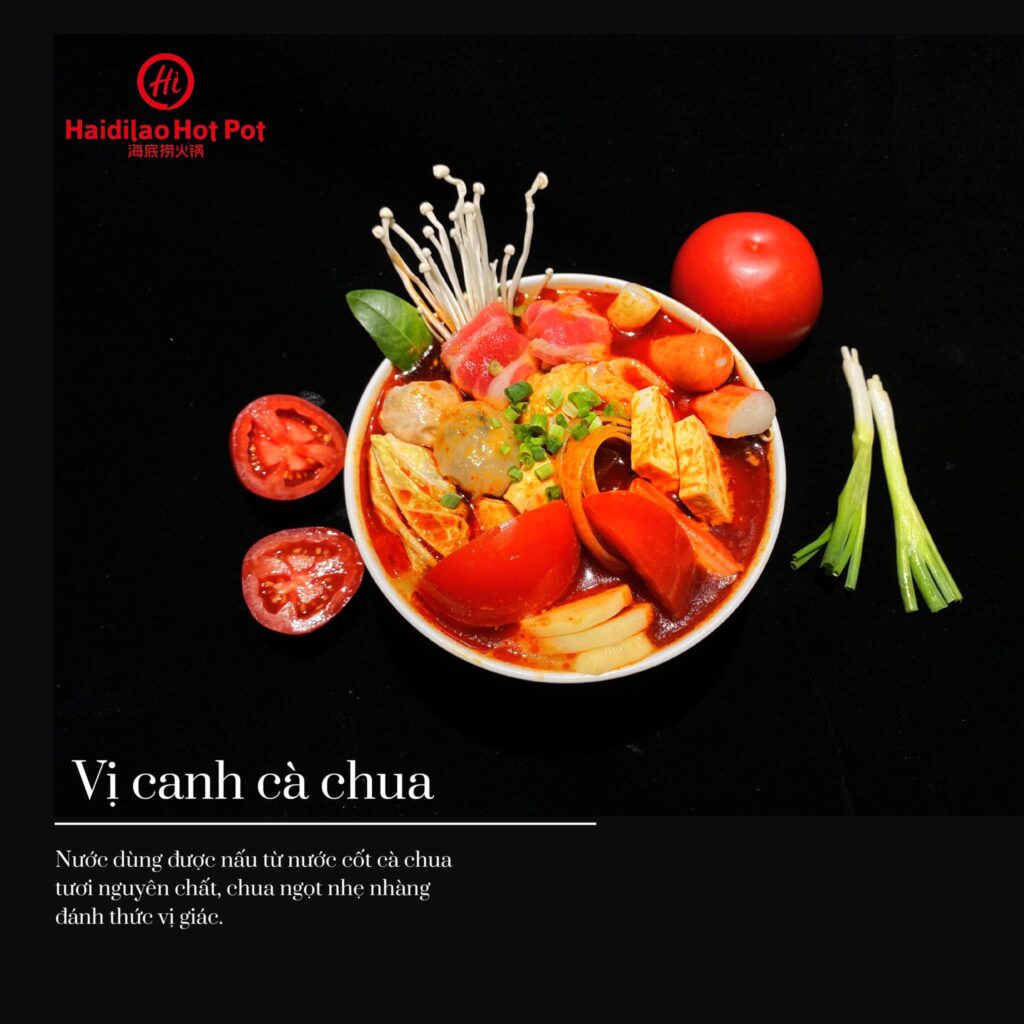 Hi
Haidilao Hot Pot
海底捞火锅
Vị canh cà chua
Nước dùng được nấu từ nước cốt cà chua
tươi nguyên chất, chua ngọt nhẹ nhàng
đánh thức vị giác.